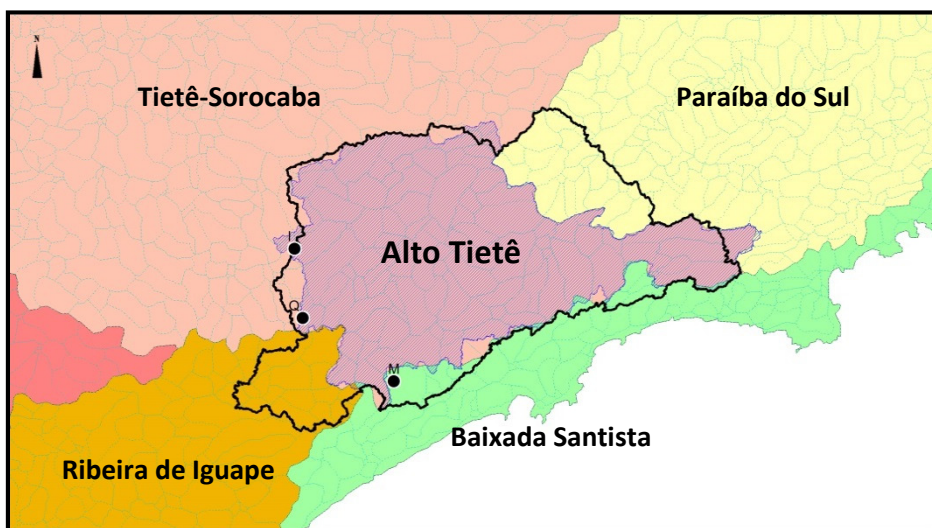 N
Tietê-Sorocaba
Paraíba do Sul
I
Alto Tietê
Q
M
Baixada Santista
Ribeira de Iguape